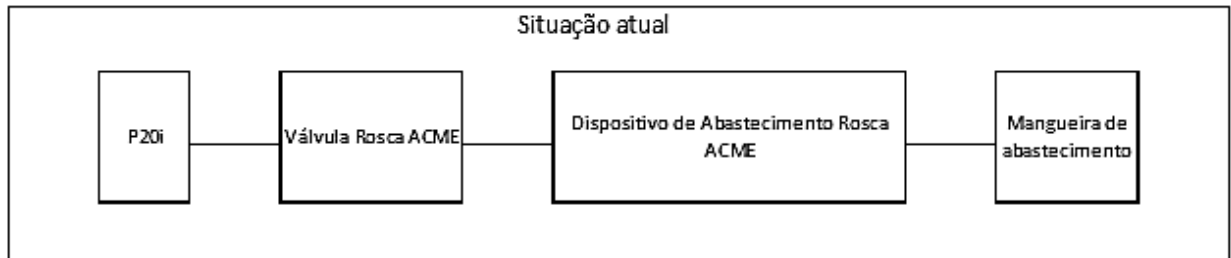 Situação atual
P20i
Válvula Rosca ACME
Dispositivo de Abastecimento Rosca
ACME
Mangueira de
abastecimento